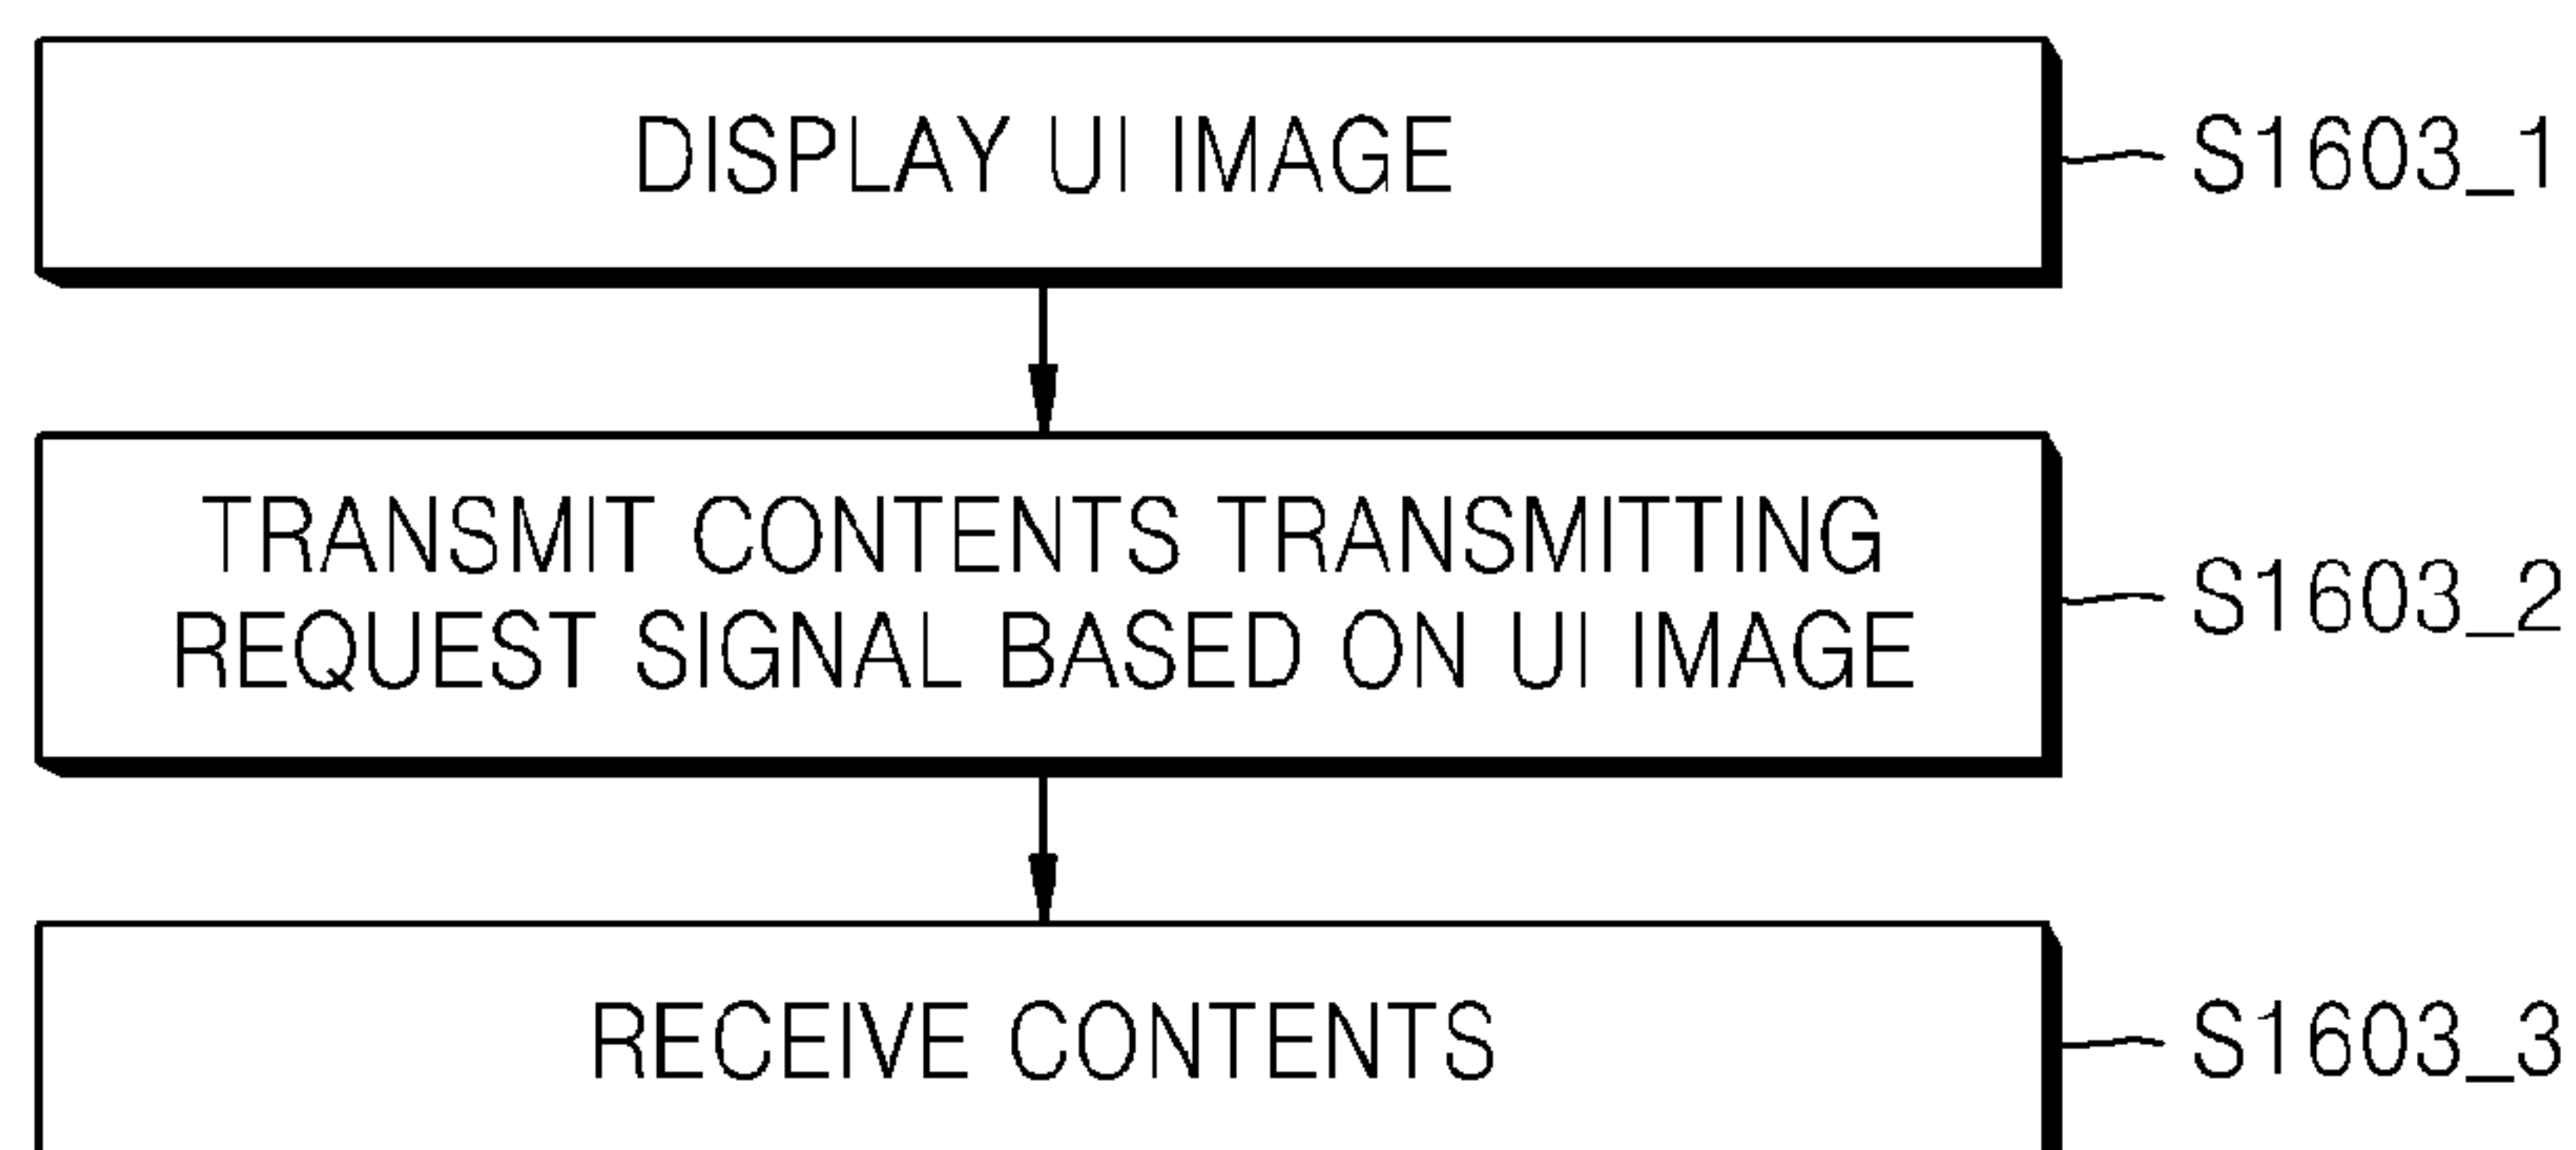 DISPLAY UI IMAGE
S1603_1
TRANSMIT CONTENTS TRANSMITTING
REQUEST SIGNAL BASED ON UI IMAGE
S1603_2
RECEIVE CONTENTS
S1603_3